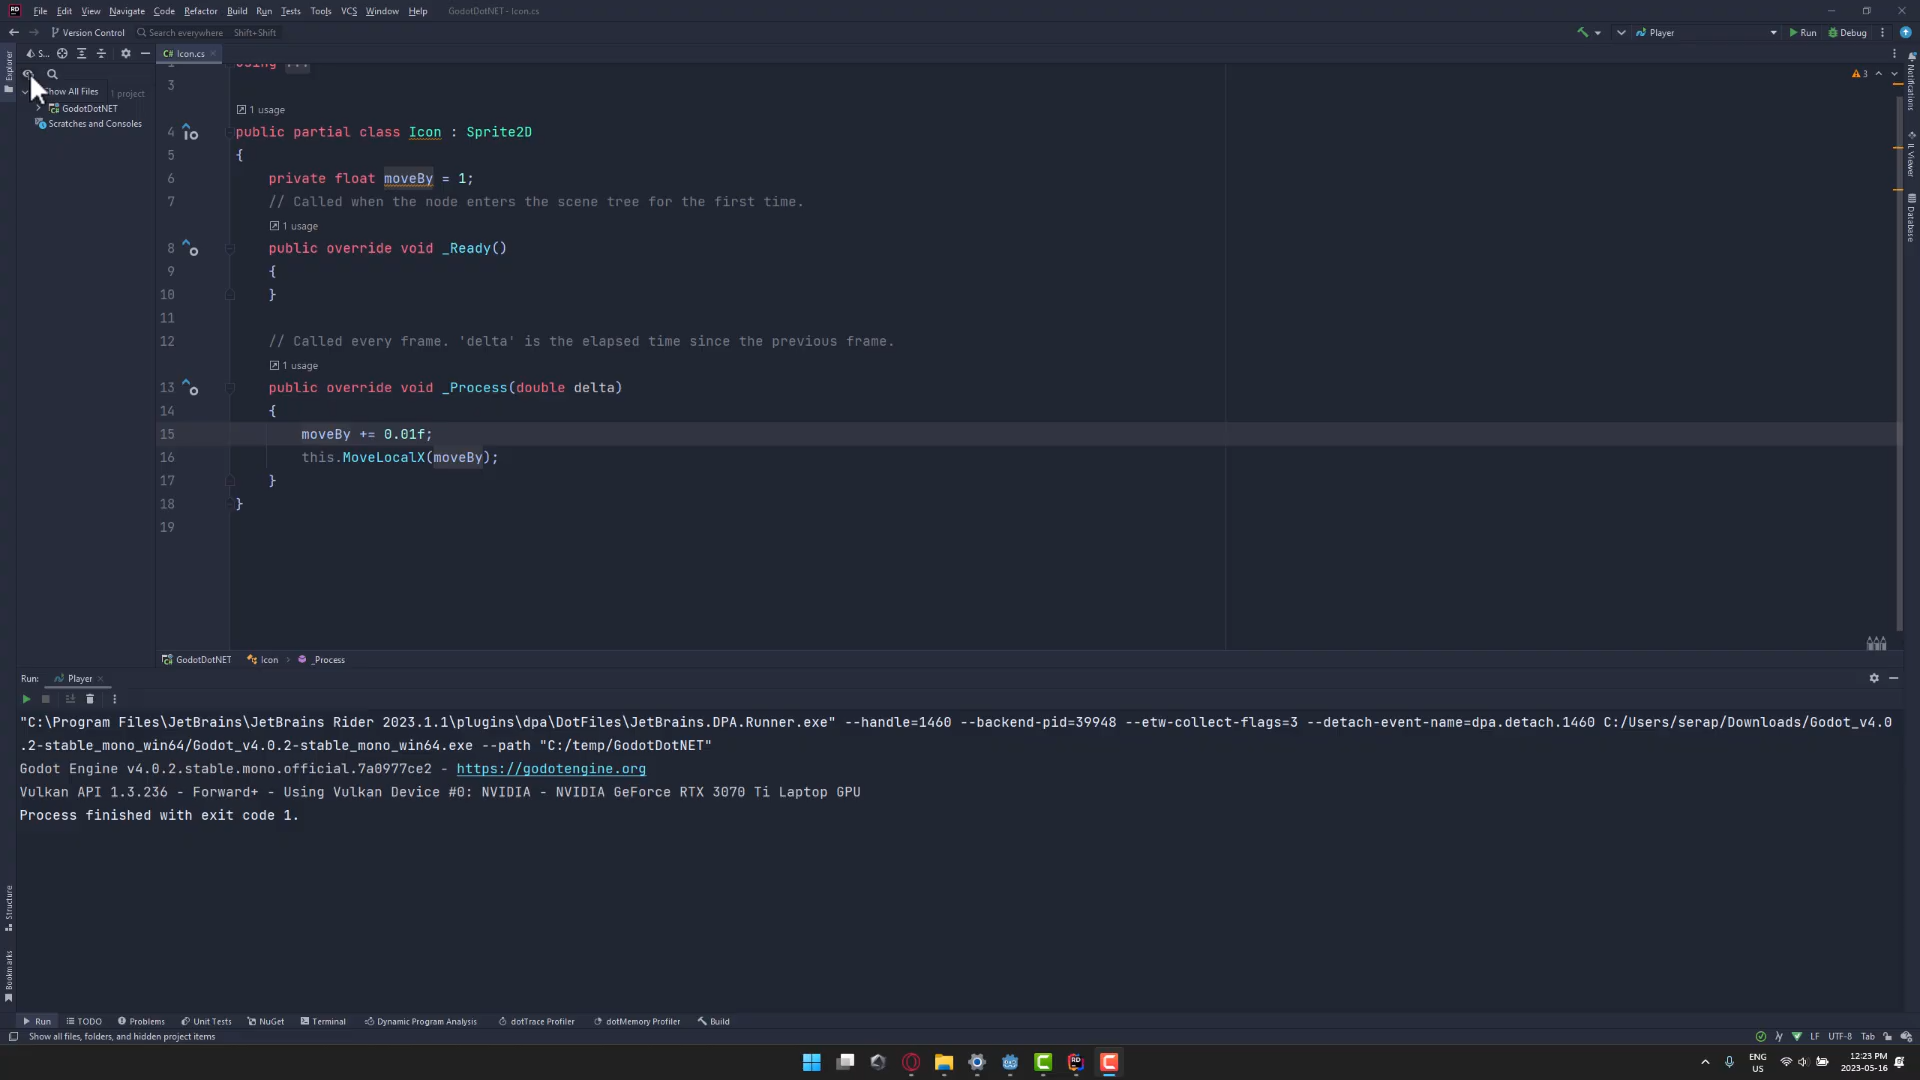 File Edit View Navigate Code Refactor Build Run Tests Tools VCS Window Help GodotDotNET - Icon.cs
Version Control Search everywhere Shift+Shift Player Run Debug
S... Icon.cs
using ...
3
3
Show All Files 1 project
GodotDotNET
Scratches and Consoles
1 usage
4 public partial class Icon : Sprite2D
5 {
6 private float moveBy = 1;
7 // Called when the node enters the scene tree for the first time.
1 usage
8 public override void _Ready()
9 {
10 }
11
12 // Called every frame. 'delta' is the elapsed time since the previous frame.
1 usage
13 public override void _Process(double delta)
14 {
15 moveBy += 0.01f;
16 this.MoveLocalX(moveBy);
17 }
18 }
19
Explorer
Structure
Bookmarks
Notifications
IL Viewer
Database
GodotDotNET Icon _Process
Run: Player
"C:\Program Files\JetBrains\JetBrains Rider 2023.1.1\plugins\dpa\DotFiles\JetBrains.DPA.Runner.exe" --handle=1460 --backend-pid=39948 --etw-collect-flags=3 --detach-event-name=dpa.detach.1460 C:/Users/serap/Downloads/Godot_v4.0
.2-stable_mono_win64/Godot_v4.0.2-stable_mono_win64.exe --path "C:/temp/GodotDotNET"
Godot Engine v4.0.2.stable.mono.official.7a0977ce2 - https://godotengine.org
Vulkan API 1.3.236 - Forward+ - Using Vulkan Device #0: NVIDIA - NVIDIA GeForce RTX 3070 Ti Laptop GPU
Process finished with exit code 1.
Run TODO Problems Unit Tests NuGet Terminal Dynamic Program Analysis dotTrace Profiler dotMemory Profiler Build
Show all files, folders, and hidden project items LF UTF-8 Tab
ENG
US
12:23 PM
2023-05-16